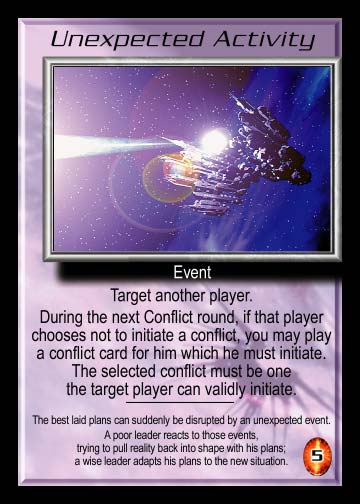 Unexpected Activity
Event
Target another player.
During the next Conflict round, if that player
chooses not to initiate a conflict, you may play
a conflict card for him which he must initiate.
The selected conflict must be one
the target player can validly initiate.
The best laid plans can suddenly be disrupted by an unexpected event.
A poor leader reacts to those events,
trying to pull reality back into shape with his plans;
a wise leader adapts his plans to the new situation.
5